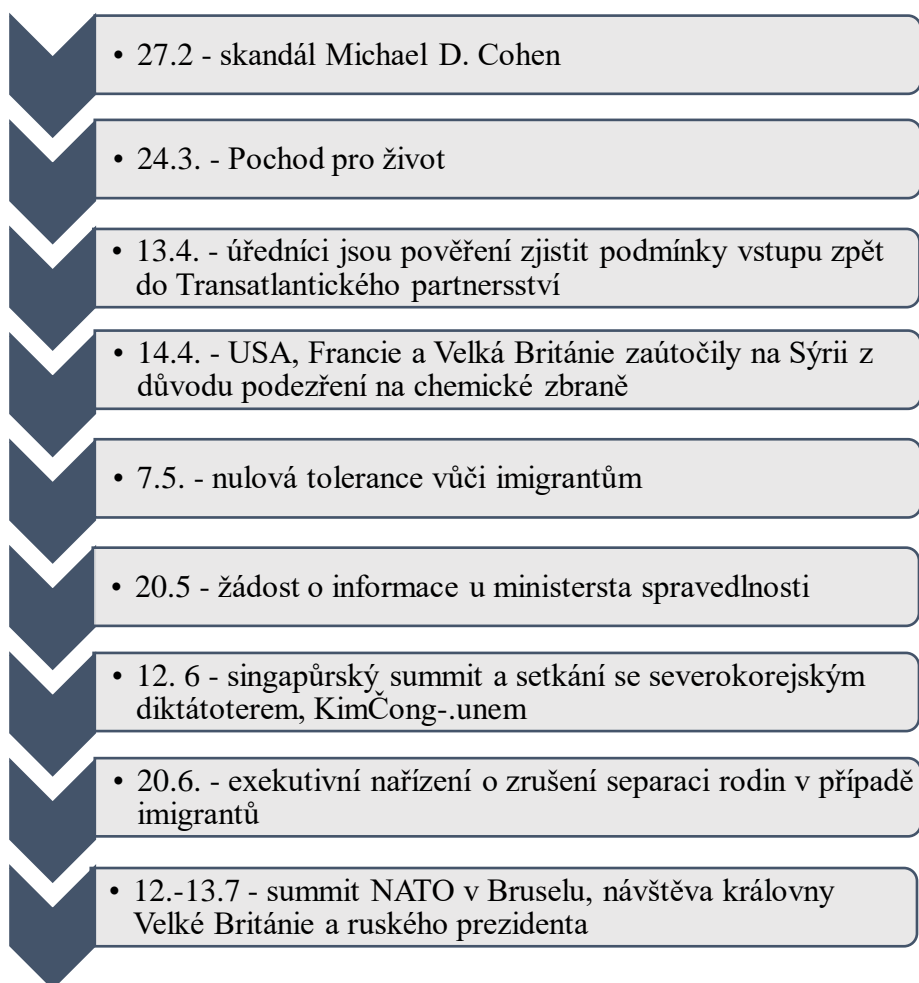 • 27.2 - skandál Michael D. Cohen
• 24.3. - Pochod pro život
• 13.4. - úředníci jsou pověření zjistit podmínky vstupu zpět
do Transatlantického partnersství
• 14.4. - USA, Francie a Velká Británie zaútočily na Sýrii z
důvodu podezření na chemické zbraně
• 7.5. - nulová tolerance vůči imigrantům
• 20.5 - žádost o informace u ministersta spravedlnosti
• 12. 6 - singapůrský summit a setkání se severokorejským
diktátoterem, KimČong-.unem
• 20.6. - exekutivní nařízení o zrušení separaci rodin v případě
imigrantů
• 12.-13.7 - summit NATO v Bruselu, návštěva královny
Velké Británie a ruského prezidenta